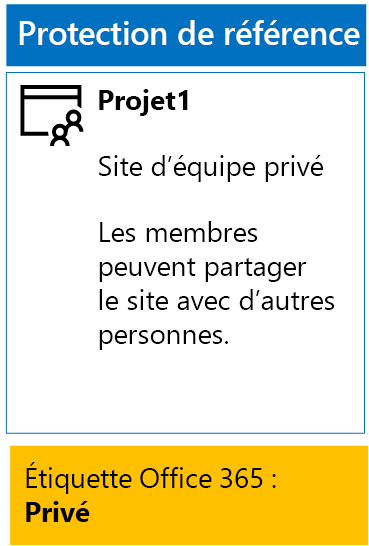 Protection de référence
Projet1
Site d’équipe privé
Les membres
peuvent partager
le site avec d’autres
personnes.
Étiquette Office 365 :
Privé